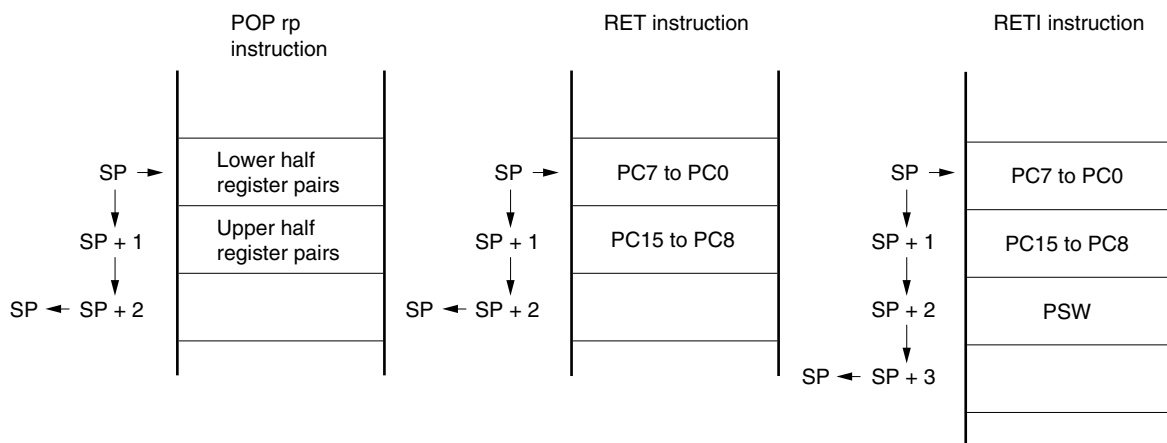 POP rp
instruction
RET instruction
RETI instruction
SP
Lower half
register pairs
SP + 1
Upper half
register pairs
SP
SP + 2
SP
PC7 to PC0
SP + 1
PC15 to PC8
SP
SP + 2
SP
PC7 to PC0
SP + 1
PC15 to PC8
SP + 2
PSW
SP
SP + 3